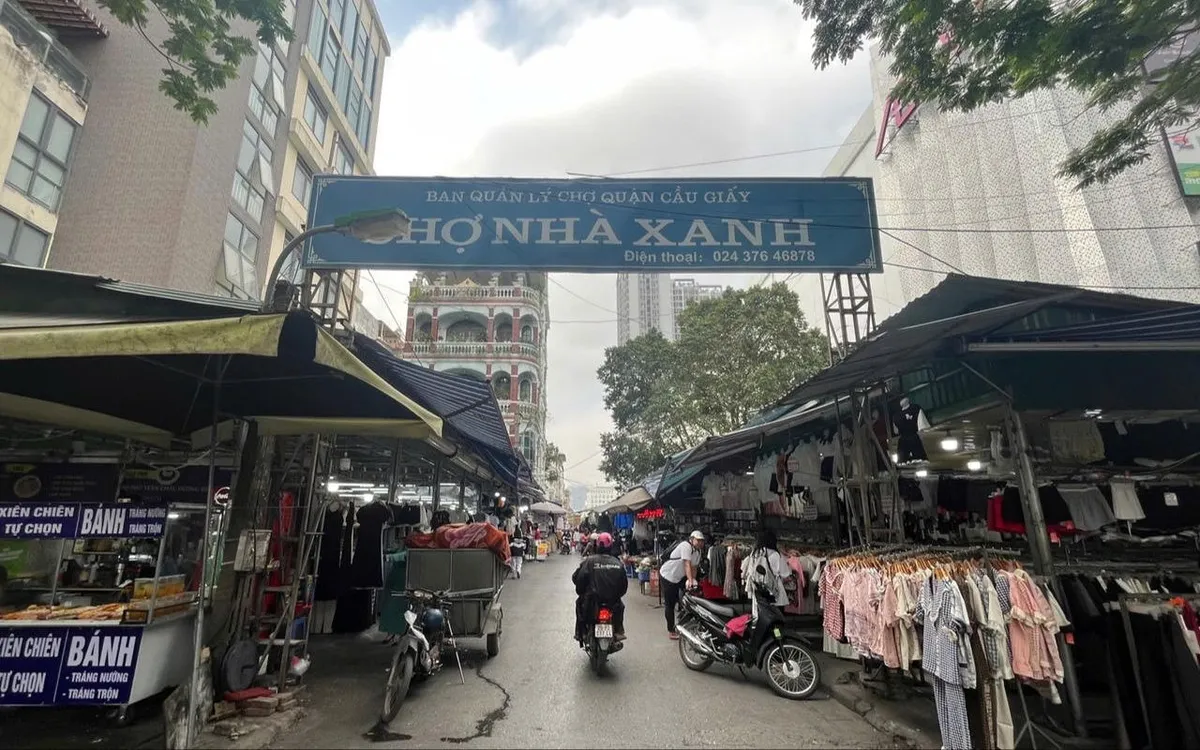 BAN QUẢN LÝ CHỢ QUẬN CẦU GIẤY
CHỢ NHÀ XANH
Điện thoại: 024 376 46878
XIÊN CHIÊN
TỰ CHỌN
BÁNH
TRÁNG NƯỚNG
TRÁNG TRỘN
XIÊN CHIÊN
TỰ CHỌN
BÁNH
- TRÁNG NƯỚNG
- TRÁNG TRỘN